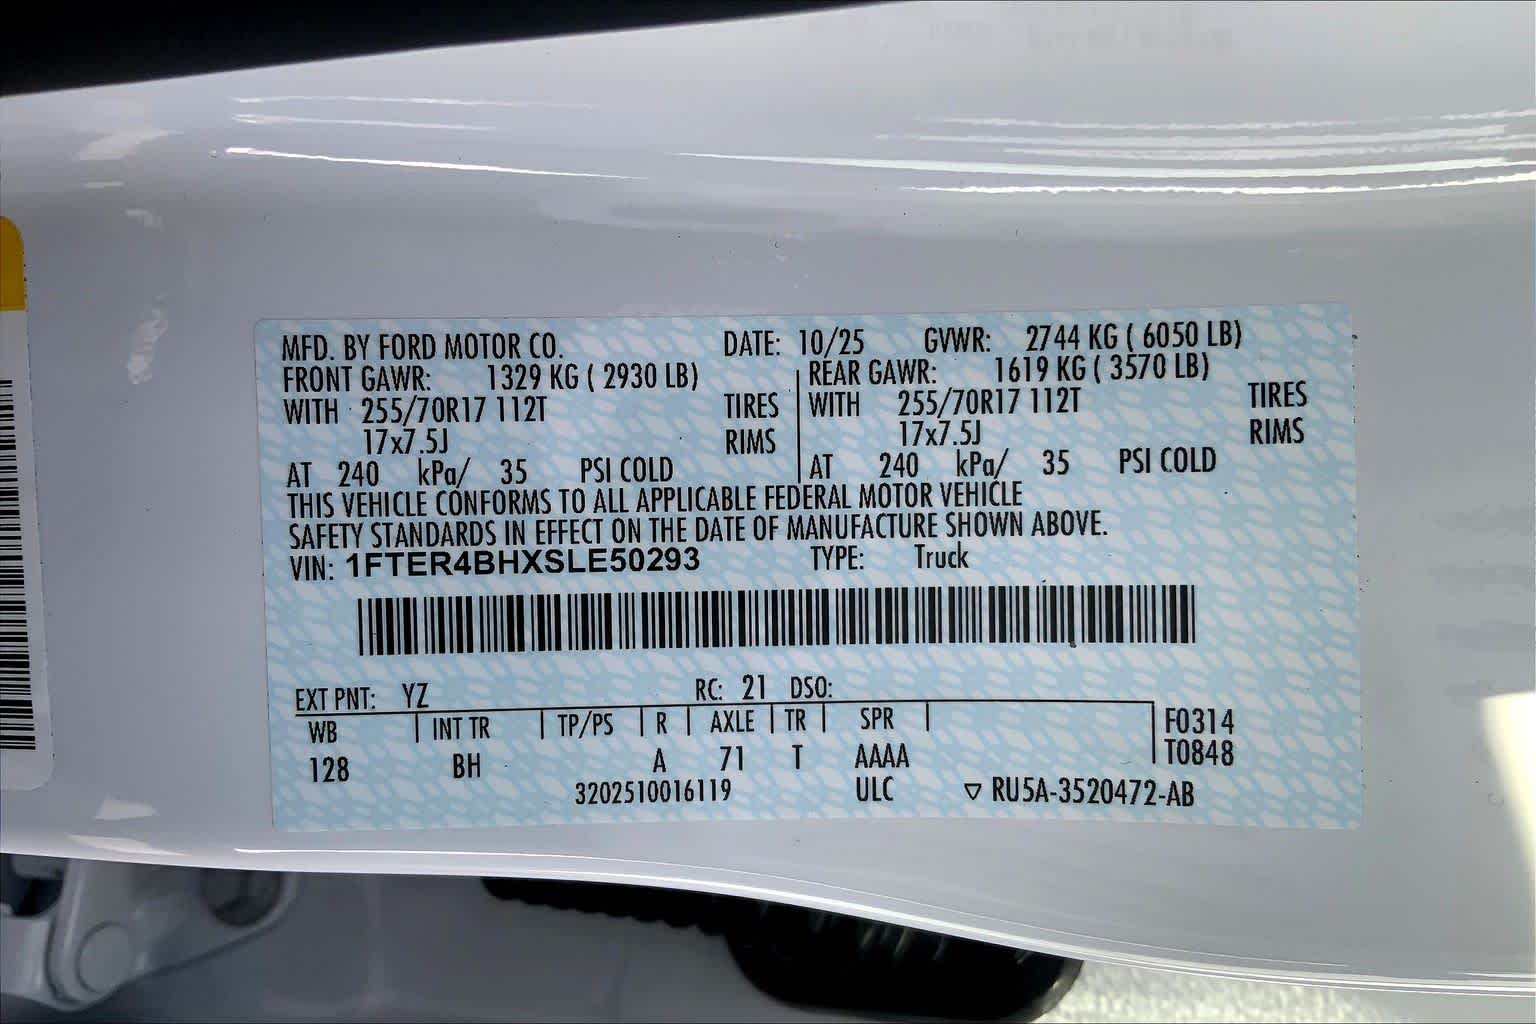 MFD. BY FORD MOTOR CO. DATE: 10/25 GVWR: 2744 KG ( 6050 LB)
FRONT GAWR: 1329 KG ( 2930 LB) REAR GAWR: 1619 KG ( 3570 LB)
WITH 255/70R17 112T TIRES WITH 255/70R17 112T TIRES
17x7.5J RIMS 17x7.5J RIMS
AT 240 kPa/ 35 PSI COLD AT 240 kPa/ 35 PSI COLD
THIS VEHICLE CONFORMS TO ALL APPLICABLE FEDERAL MOTOR VEHICLE
SAFETY STANDARDS IN EFFECT ON THE DATE OF MANUFACTURE SHOWN ABOVE.
VIN: 1FTER4BHXSLE50293 TYPE: Truck
EXT PNT: YZ RC: 21 DSO:
WB INT TR TP/PS R AXLE TR SPR F0314
128 BH A 71 T AAAA T0848
3202510016119 ULC ▽ RU5A-3520472-AB